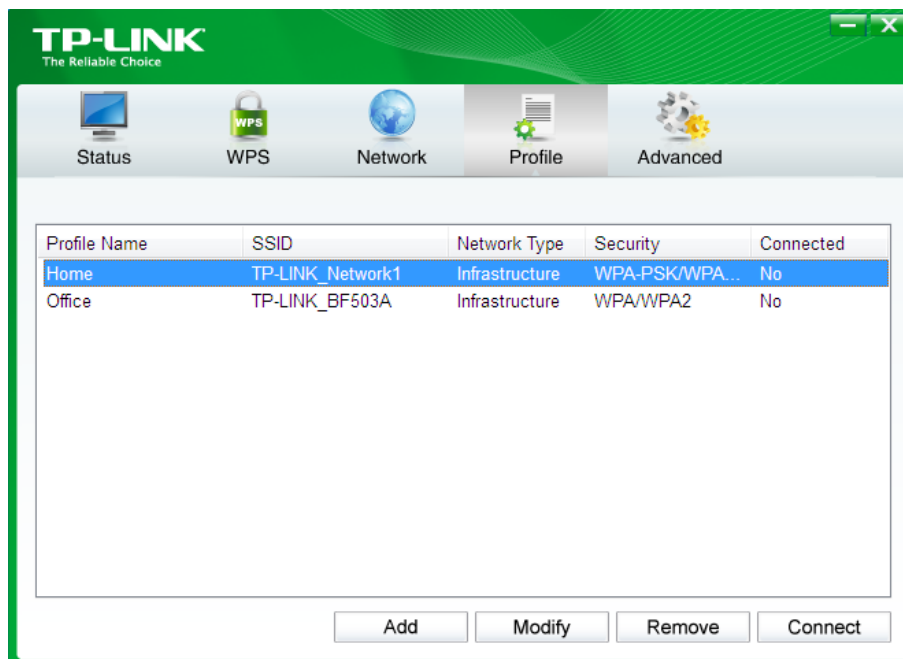 TP-LINK
The Reliable Choice
WPS
Status WPS Network Profile Advanced
Profile Name SSID Network Type Security Connected
Home TP-LINK_Network1 Infrastructure WPA-PSK/WPA... No
Office TP-LINK_BF503A Infrastructure WPA/WPA2 No
Add Modify Remove Connect